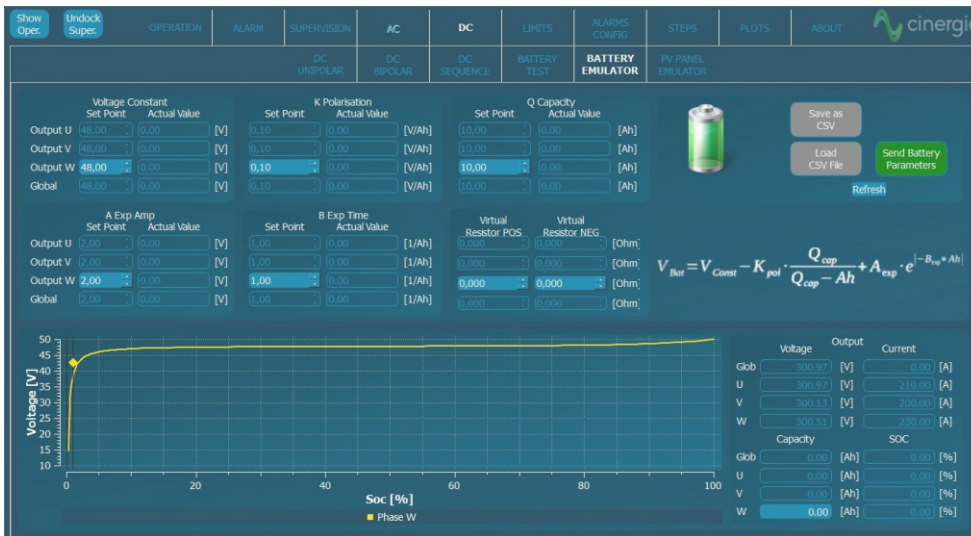 Show Oper.
Undock Super.
OPERATION ALARM SUPERVISION AC DC LIMITS ALARMS CONFIG STEPS PLOTS ABOUT
cinergi
DC UNIPOLAR DC BIPOLAR DC SEQUENCE BATTERY TEST BATTERY EMULATOR PV PANEL EMULATOR
Voltage Constant
Set Point Actual Value
Output U 48,00 0.00 [V]
Output V 48,00 0.00 [V]
Output W 48,00 0.00 [V]
Global 48,00 0.00 [V]
K Polarisation
Set Point Actual Value
0,10 0.00 [V/Ah]
0,10 0.00 [V/Ah]
0,10 0.00 [V/Ah]
0,10 0.00 [V/Ah]
Q Capacity
Set Point Actual Value
10,00 0.00 [Ah]
10,00 0.00 [Ah]
10,00 0.00 [Ah]
10,00 0.00 [Ah]
Save as CSV
Load CSV File
Send Battery Parameters
Refresh
A Exp Amp
Set Point Actual Value
Output U 2,00 0.00 [V]
Output V 2,00 0.00 [V]
Output W 2,00 0.00 [V]
Global 2,00 0.00 [V]
B Exp Time
Set Point Actual Value
1,00 0.00 [1/Ah]
1,00 0.00 [1/Ah]
1,00 0.00 [1/Ah]
1,00 0.00 [1/Ah]
Virtual Resistor POS Virtual Resistor NEG
0,000 0,000 [Ohm]
0,000 0,000 [Ohm]
0,000 0,000 [Ohm]
0,000 0,000 [Ohm]
V Bat = V Const − K pol · Q cap / Q cap − Ah + A exp · e |−B exp * Ah|
Voltage [V]
50
45
40
35
30
25
20
15
10
0 20 40 60 80 100
Soc [%]
Phase W
Output
Voltage Current
Glob 300.97 [V] 0.00 [A]
U 300.97 [V] 210.00 [A]
V 300.13 [V] 200.00 [A]
W 300.51 [V] 230.00 [A]
Capacity SOC
Glob 0.00 [Ah] 0.00 [%]
U 0.00 [Ah] 0.00 [%]
V 0.00 [Ah] 0.00 [%]
W 0.00 [Ah] 0.00 [%]